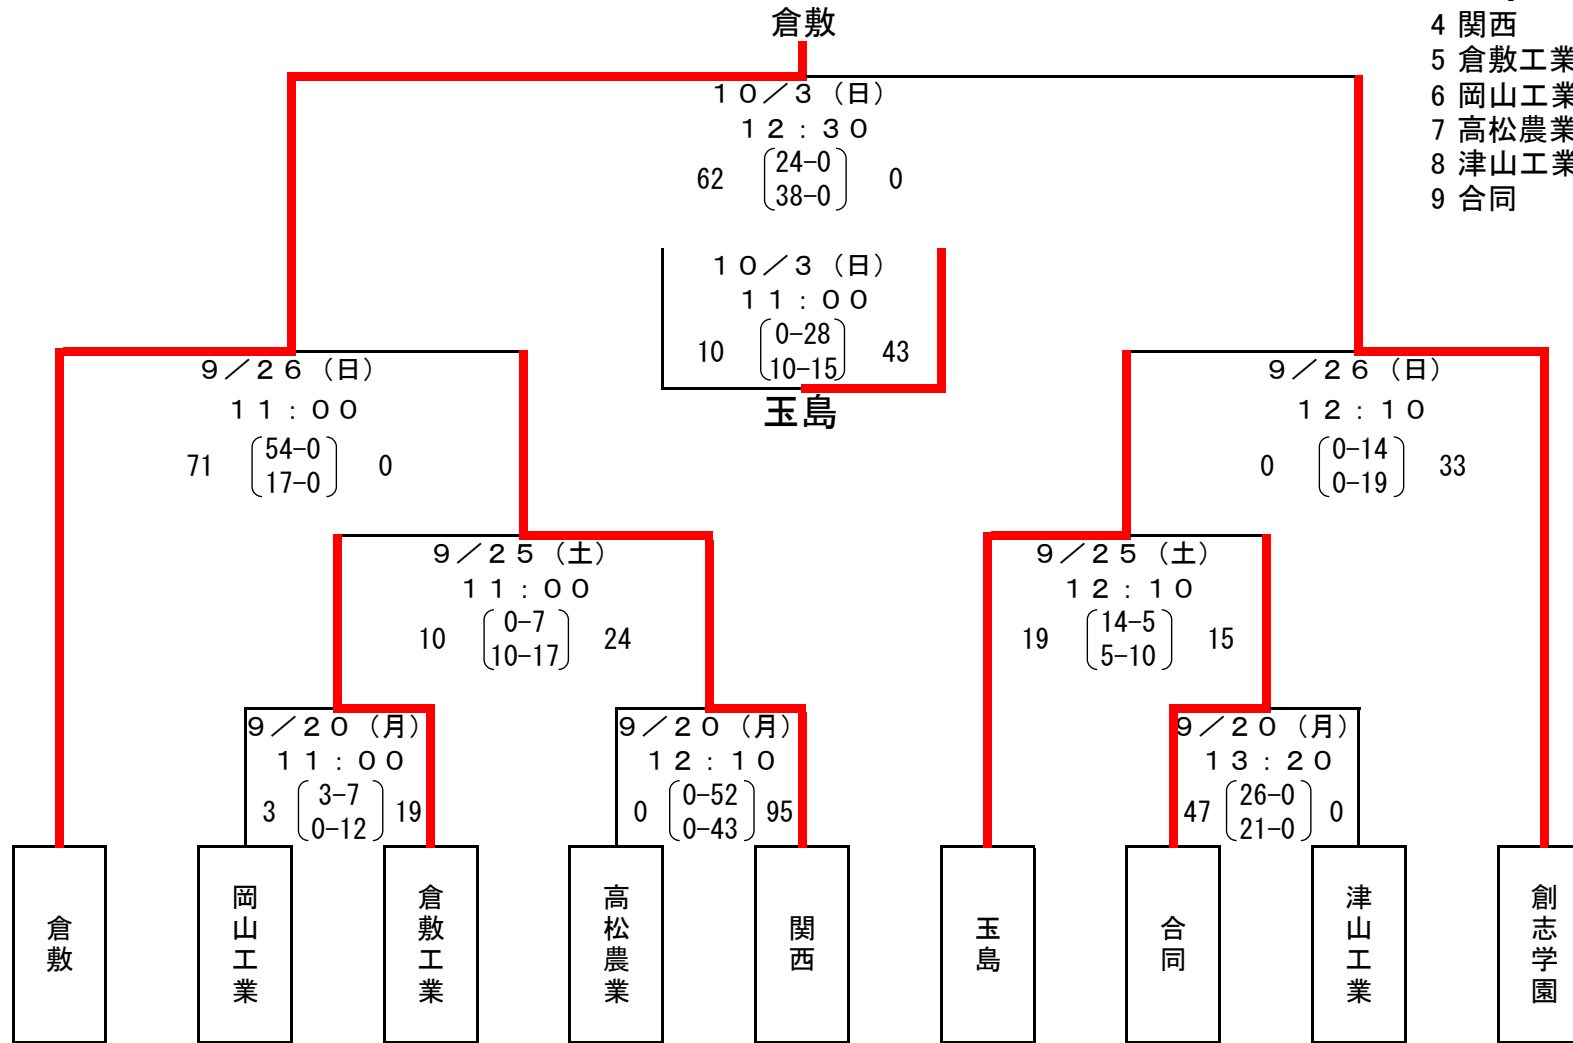 倉敷
4 関西
5 倉敷工業
6 岡山工業
7 高松農業
8 津山工業
9 合同
１０／３（日）
１２：３０
62 24-0 0
38-0
１０／３（日）
１１：００
10 0-28 43
10-15
玉島
９／２６（日）
１１：００
71 54-0 0
17-0
９／２６（日）
１２：１０
0 0-14 33
0-19
９／２５（土）
１１：００
10 0-7 24
10-17
９／２５（土）
１２：１０
19 14-5 15
5-10
９／２０（月）
１１：００
3 3-7 19
0-12
９／２０（月）
１２：１０
0 0-52 95
0-43
９／２０（月）
１３：２０
47 26-0 0
21-0
倉敷
岡山工業
倉敷工業
高松農業
関西
玉島
合同
津山工業
創志学園